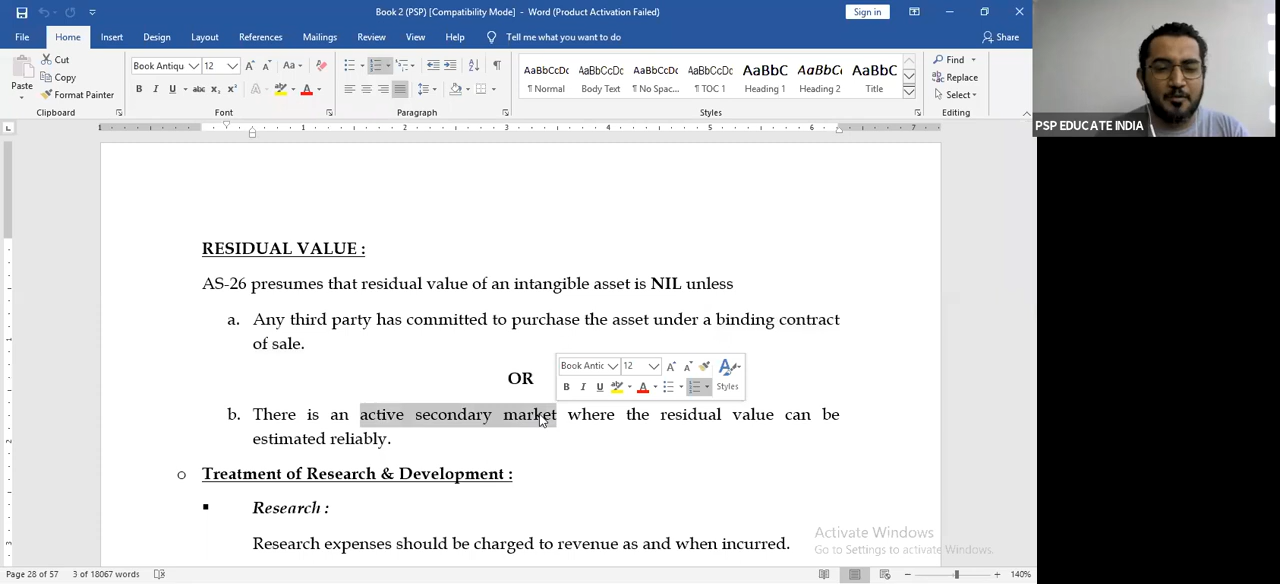 Book 2 (PSP) [Compatibility Mode] - Word (Product Activation Failed)
Sign in
File Home Insert Design Layout References Mailings Review View Help Tell me what you want to do Share
Paste
Cut
Copy
Format Painter
Clipboard
Book Antiqu 12
Font
Paragraph
AaBbCcDc ¶ Normal
AaBbCcDc Body Text
AaBbCcDc ¶ No Spac...
AaBbCcDc ¶ TOC 1
AaBbC Heading 1
AaBbC Heading 2
AaBbC Title
Styles
Find
Replace
Select
Editing
PSP EDUCATE INDIA
RESIDUAL VALUE :
AS-26 presumes that residual value of an intangible asset is NIL unless
a. Any third party has committed to purchase the asset under a binding contract
of sale.
OR
Book Antic 12
Styles
b. There is an active secondary market where the residual value can be
estimated reliably.
o Treatment of Research & Development :
▪ Research :
Research expenses should be charged to revenue as and when incurred.
Activate Windows
Go to Settings to activate Windows.
Page 28 of 57 3 of 18067 words
140%